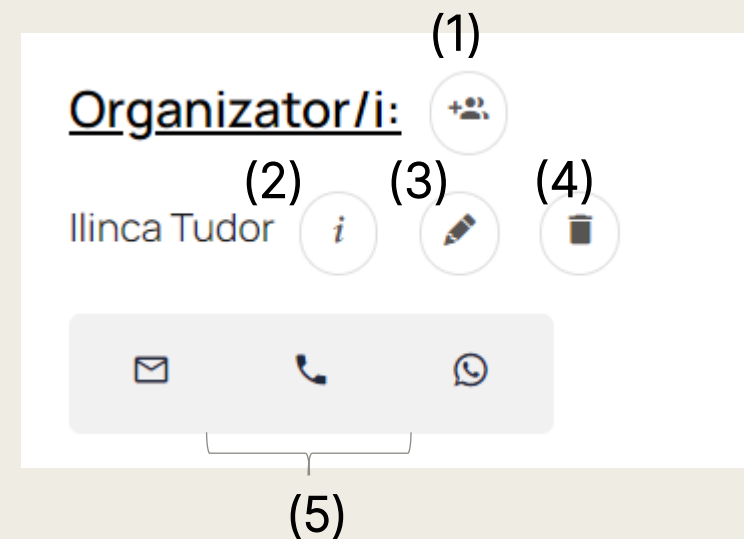 (1)
Organizator/i:
(2) (3) (4)
Ilinca Tudor i
(5)